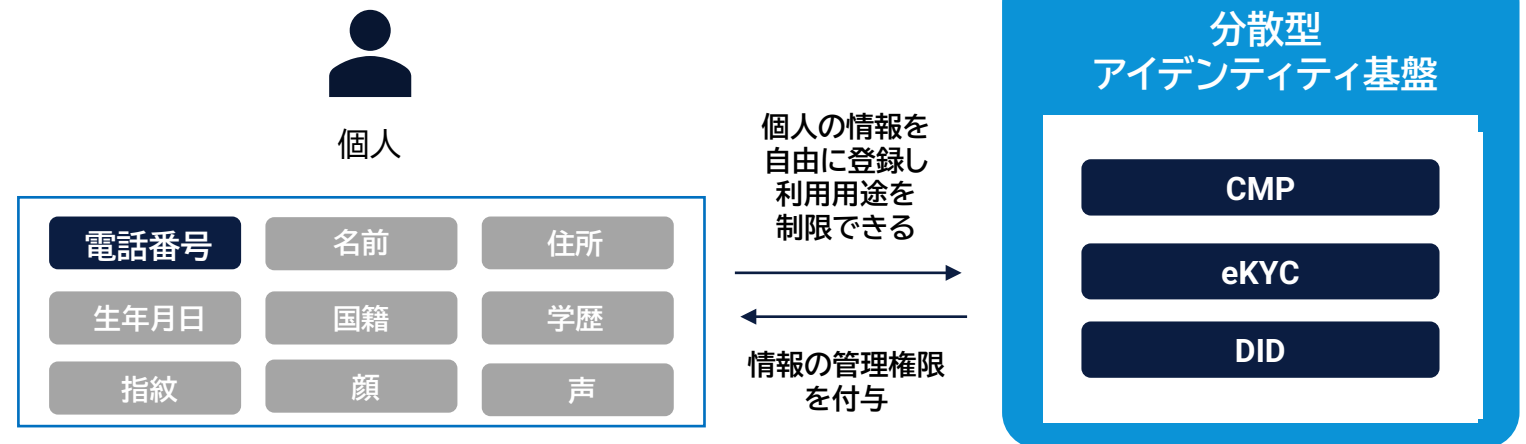 個人
電話番号
名前
住所
生年月日
国籍
学歴
指紋
顔
声
個人の情報を
自由に登録し
利用用途を
制限できる
情報の管理権限
を付与
分散型
アイデンティティ基盤
CMP
eKYC
DID